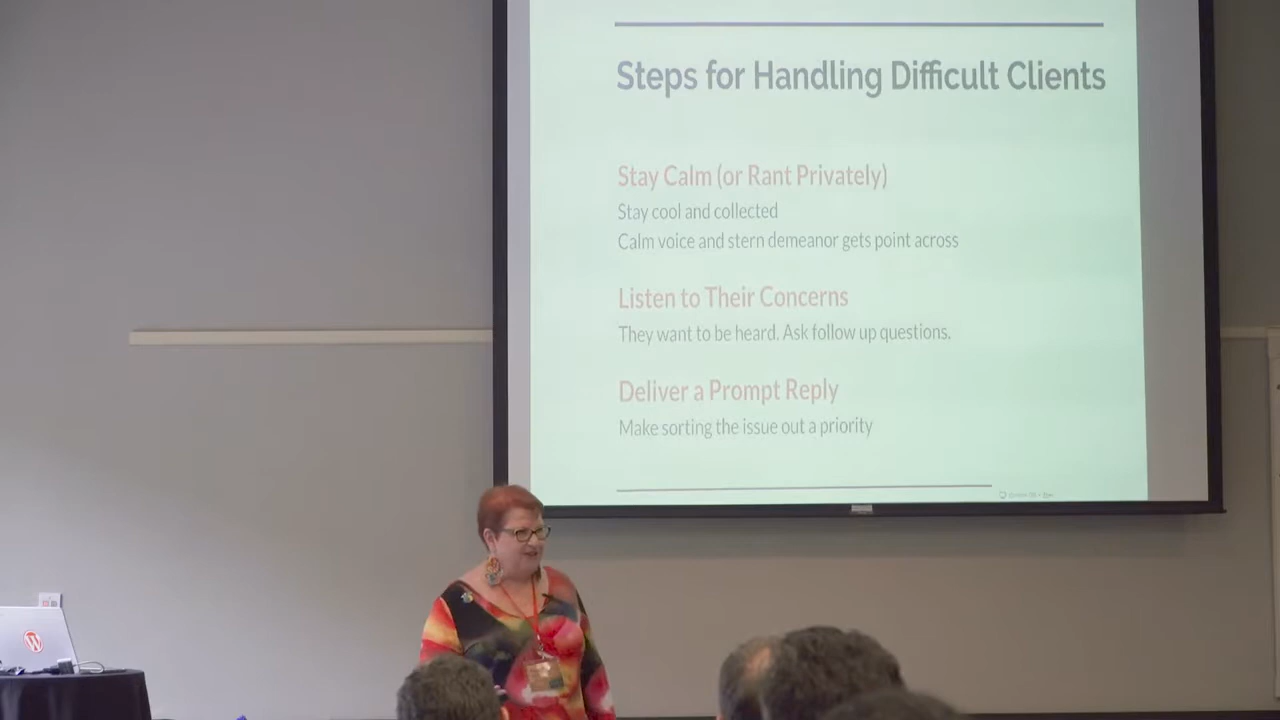 Steps for Handling Difficult Clients
Stay Calm (or Rant Privately)
Stay cool and collected
Calm voice and stern demeanor gets point across
Listen to Their Concerns
They want to be heard. Ask follow up questions.
Deliver a Prompt Reply
Make sorting the issue out a priority